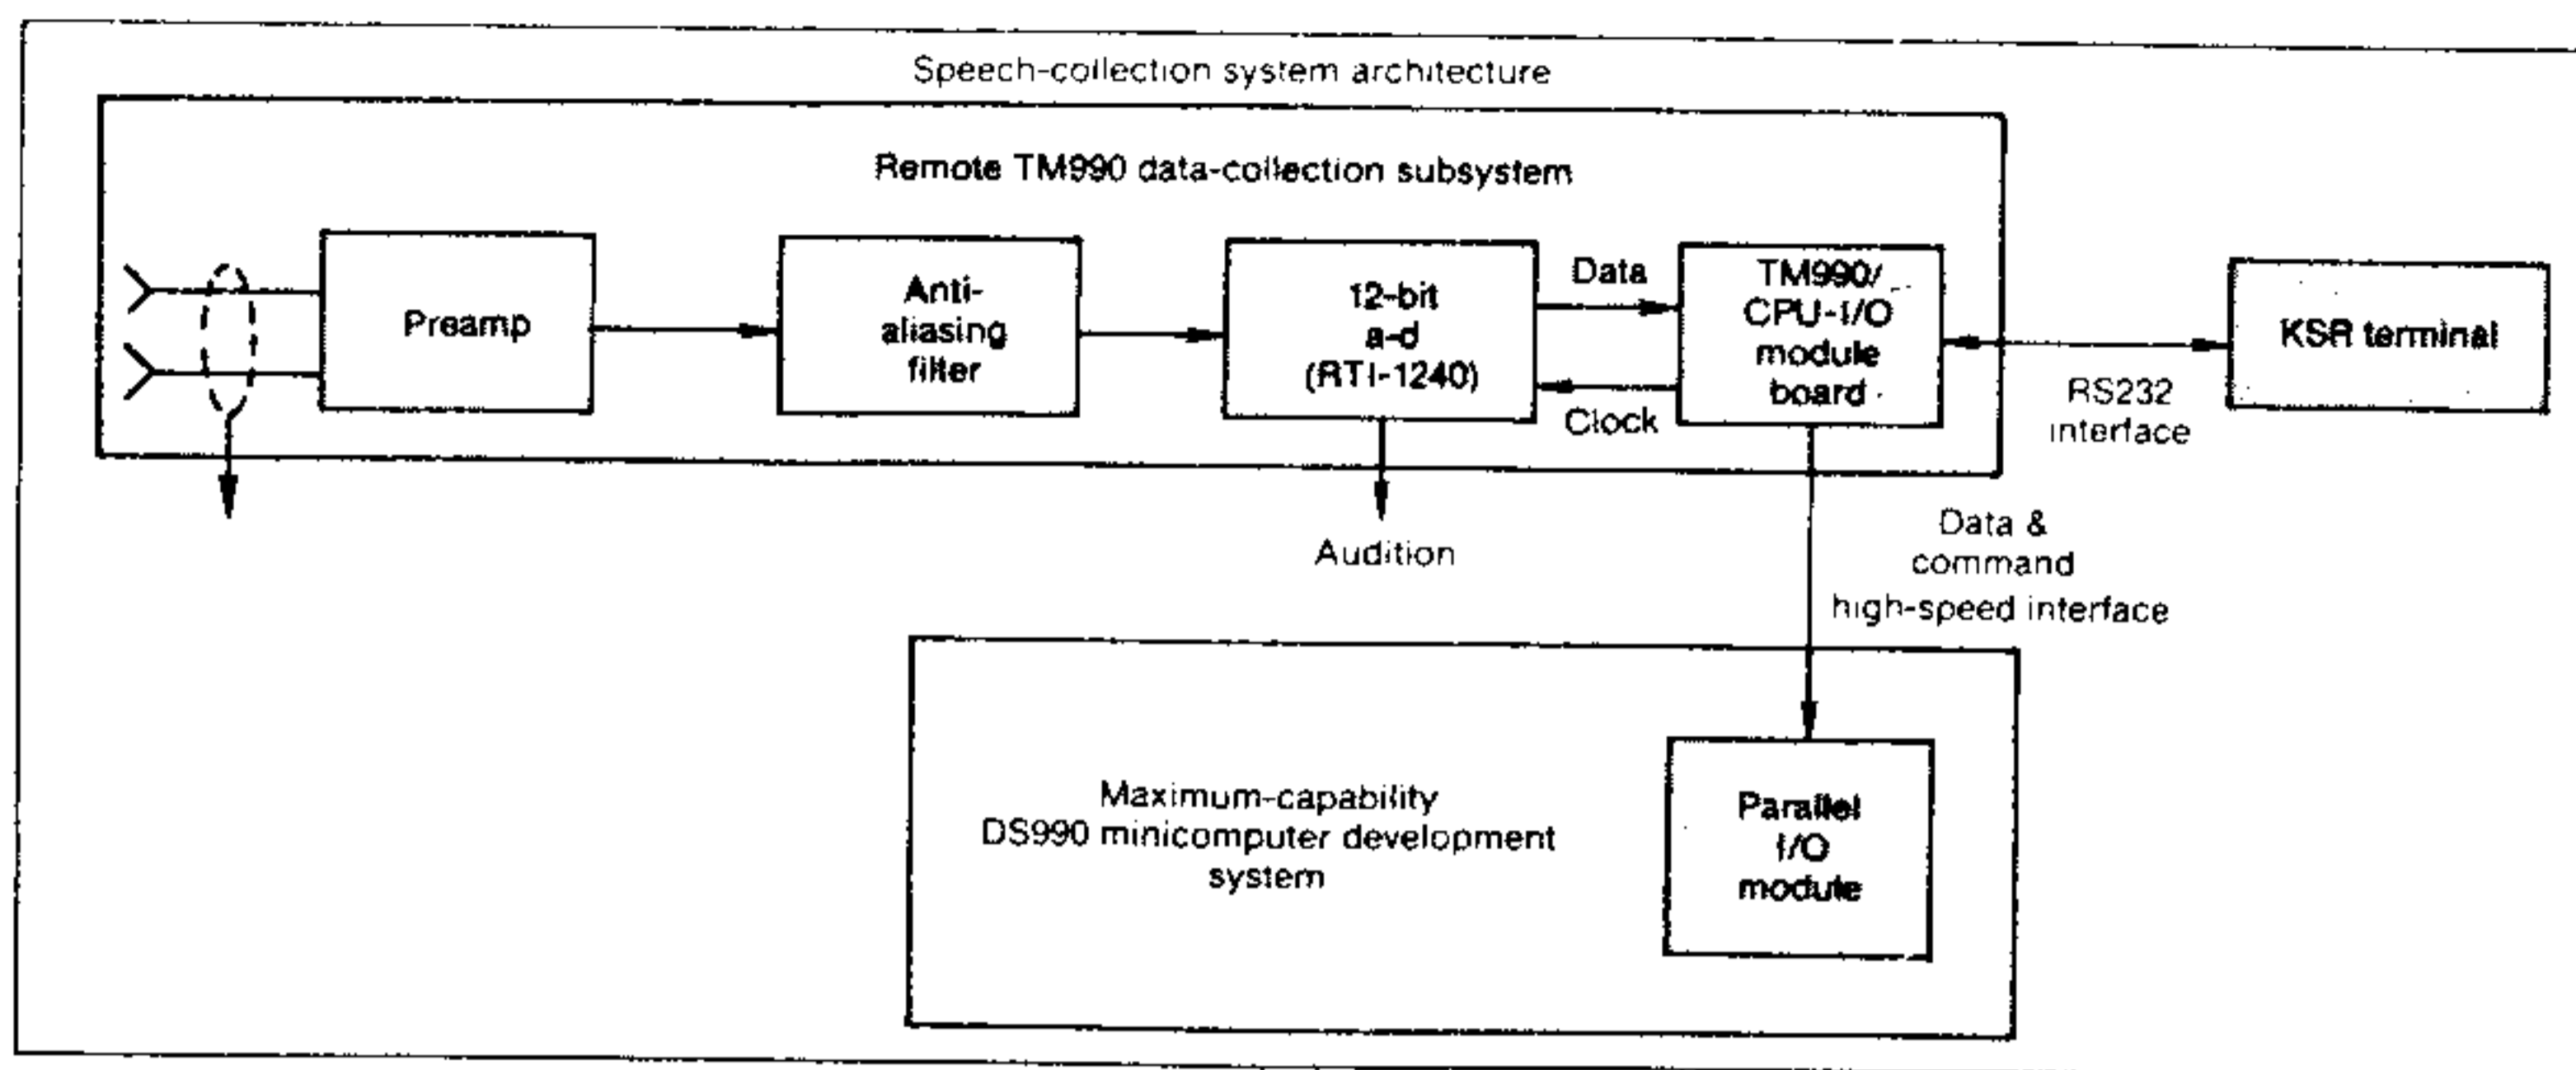 Speech-collection system architecture
Remote TM990 data-collection subsystem
Preamp
Anti-
aliasing
filter
12-bit
a-d
(RTI-1240)
Data
Clock
TM990/
CPU-I/O
module
board
RS232
interface
KSR terminal
Audition
Data &
command
high-speed interface
Maximum-capability
DS990 minicomputer development
system
Parallel
I/O
module